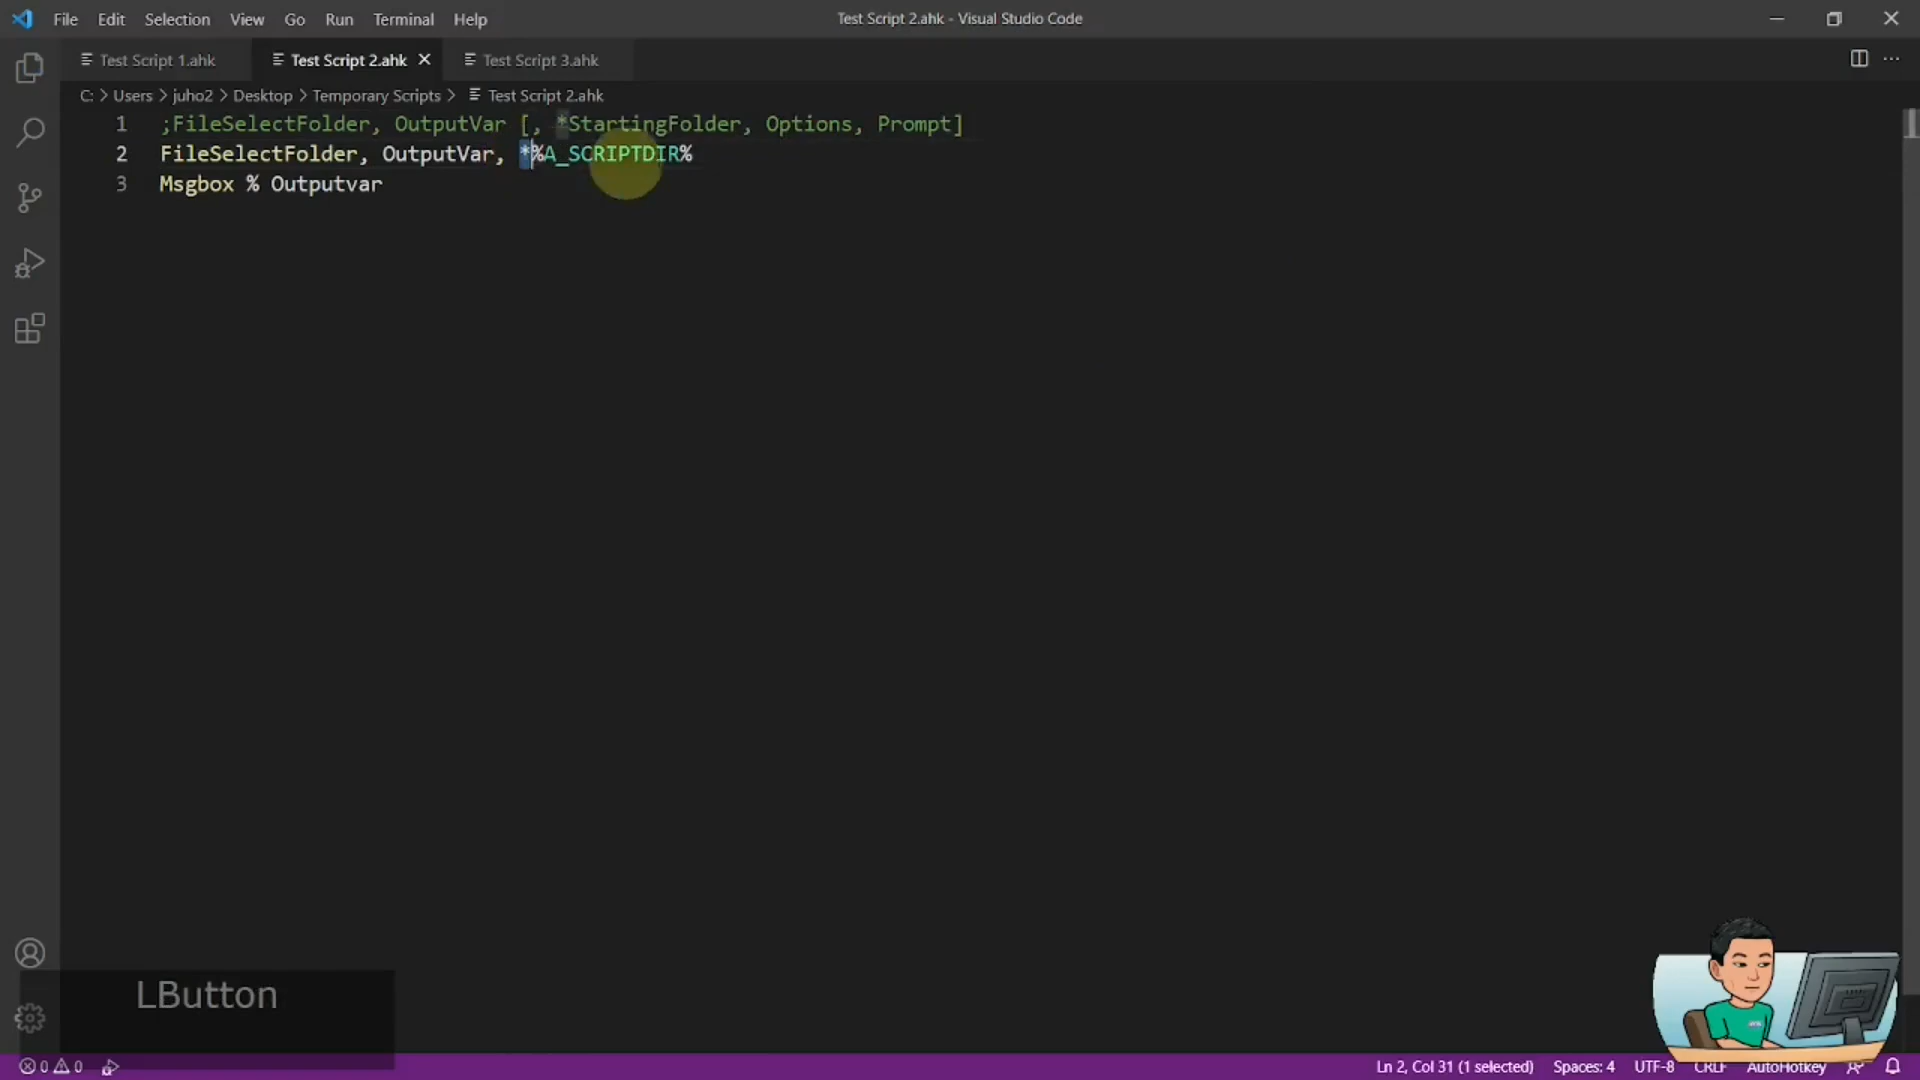 File Edit Selection View Go Run Terminal Help
Test Script 2.ahk - Visual Studio Code
Test Script 1.ahk
Test Script 2.ahk
Test Script 3.ahk
C: > Users > juho2 > Desktop > Temporary Scripts > Test Script 2.ahk
1 ;FileSelectFolder, OutputVar [, *StartingFolder, Options, Prompt]
2 FileSelectFolder, OutputVar, *%A_SCRIPTDIR%
3 Msgbox % Outputvar
LButton
0 0
Ln 2, Col 31 (1 selected) Spaces: 4 UTF-8 CRLF AutoHotkey